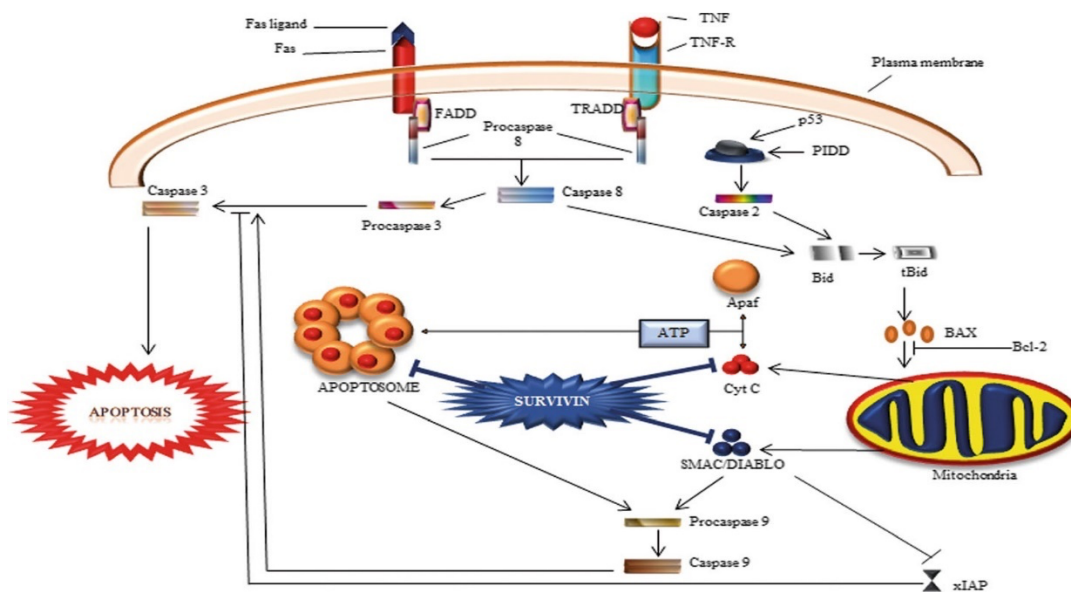 Fas ligand
Fas
TNF
TNF-R
Plasma membrane
FADD
TRADD
Procaspase
8
p53
PIDD
Caspase 3
Procaspase 3
Caspase 8
Caspase 2
Bid
tBid
Apaf
ATP
BAX
Bcl-2
APOPTOSOME
Cyt C
APOPTOSIS
SURVIVIN
SMAC/DIABLO
Mitochondria
Procaspase 9
Caspase 9
xIAP